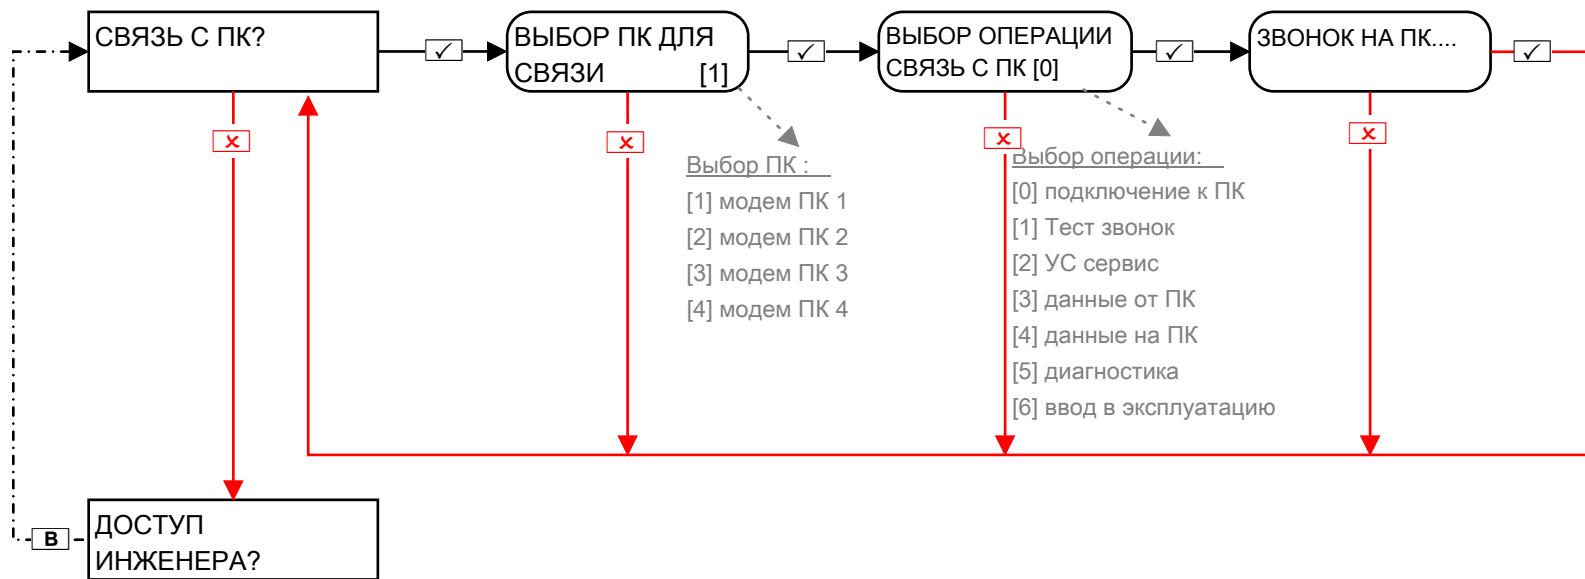 СВЯЗЬ С ПК?
✓
ВЫБОР ПК ДЛЯ
СВЯЗИ [1]
✓
ВЫБОР ОПЕРАЦИИ
СВЯЗЬ С ПК [0]
✓
ЗВОНОК НА ПК....
✓
x
x
x
x
Выбор ПК :
[1] модем ПК 1
[2] модем ПК 2
[3] модем ПК 3
[4] модем ПК 4
Выбор операции:
[0] подключение к ПК
[1] Тест звонок
[2] УС сервис
[3] данные от ПК
[4] данные на ПК
[5] диагностика
[6] ввод в эксплуатацию
B
ДОСТУП
ИНЖЕНЕРА?